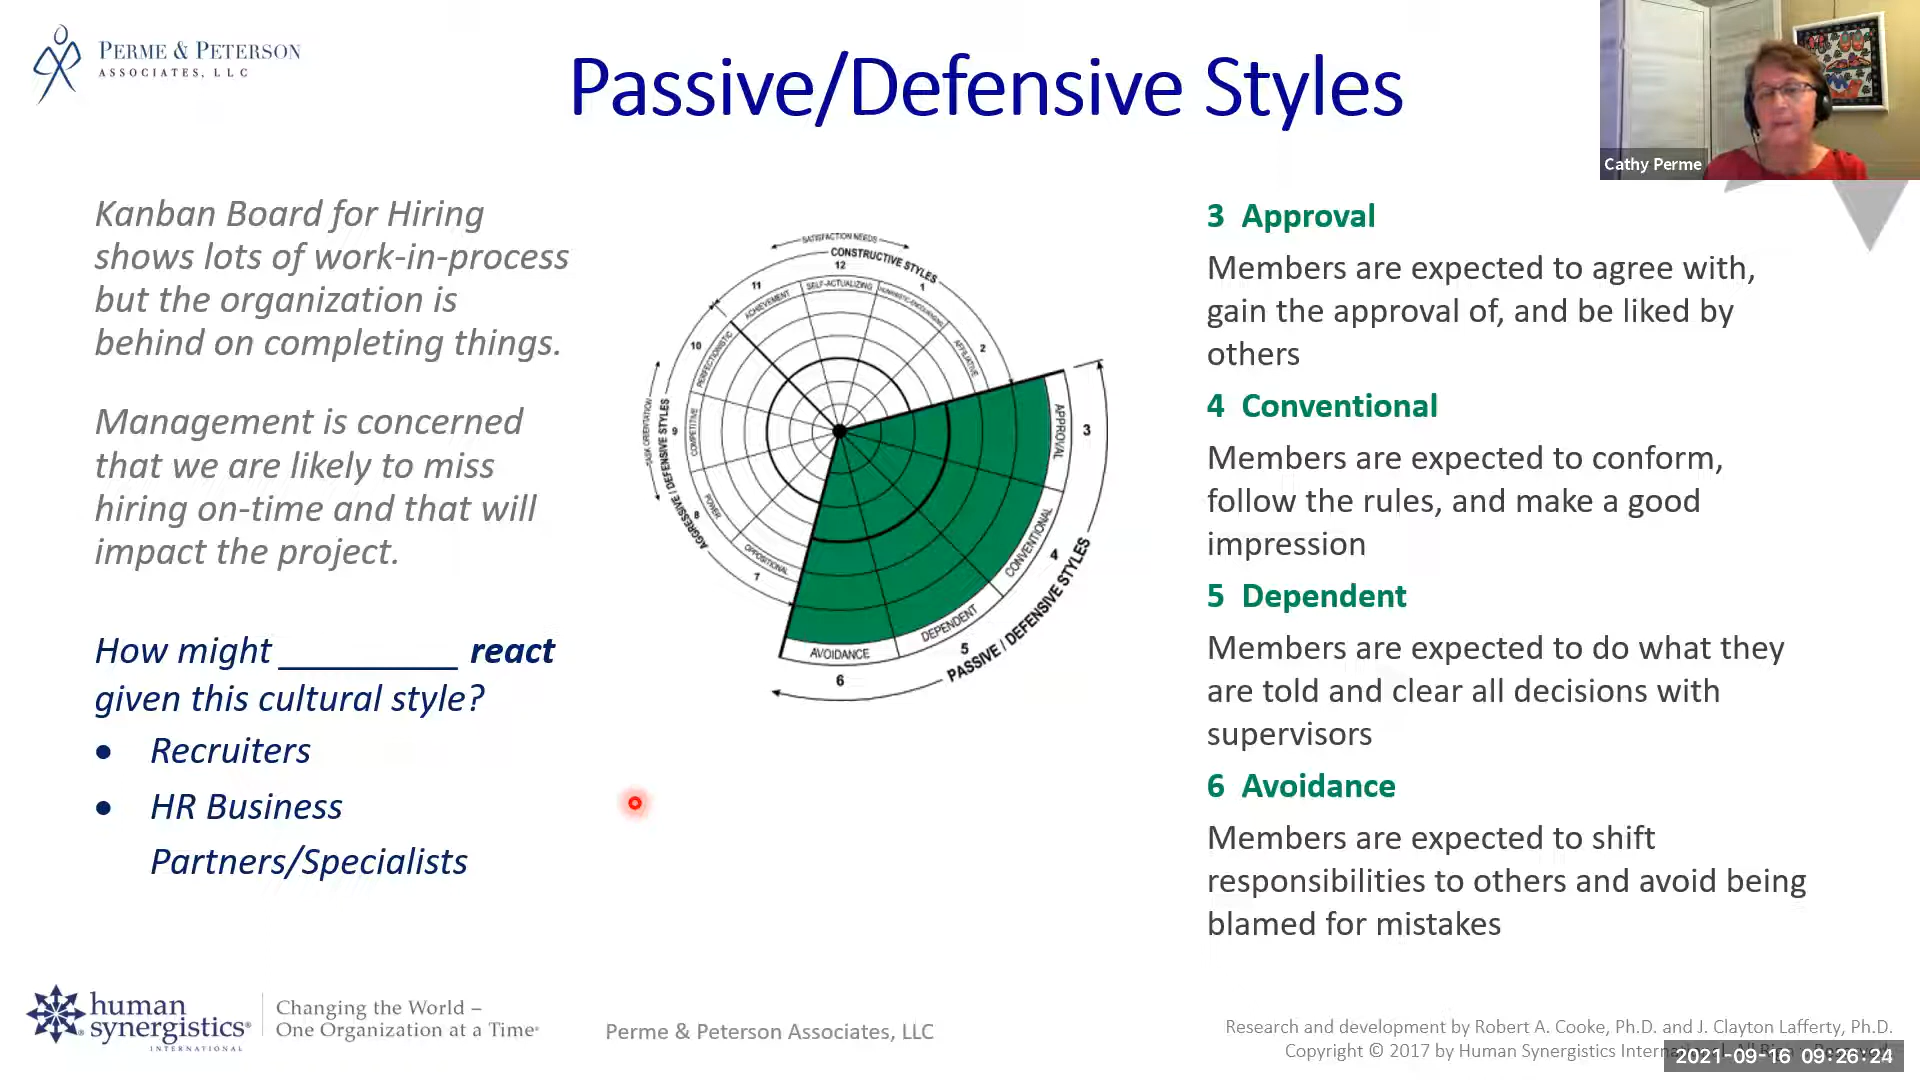 PERME & PETERSON
ASSOCIATES, LLC
Passive/Defensive Styles
Cathy Perme
Kanban Board for Hiring
shows lots of work-in-process
but the organization is
behind on completing things.
Management is concerned
that we are likely to miss
hiring on-time and that will
impact the project.
How might _________ react
given this cultural style?
• Recruiters
• HR Business
Partners/Specialists
SATISFACTION NEEDS
CONSTRUCTIVE STYLES
12
11
1
SELF-ACTUALIZING
ACHIEVEMENT
HUMANISTIC-ENCOURAGING
10
2
PERFECTIONISTIC
AFFILIATIVE
TASK ORIENTATION
AGGRESSIVE / DEFENSIVE STYLES
9
COMPETITIVE
APPROVAL
3
8
POWER
CONVENTIONAL
4
OPPOSITIONAL
7
DEPENDENT
5
AVOIDANCE
6
PASSIVE / DEFENSIVE STYLES
3 Approval
Members are expected to agree with,
gain the approval of, and be liked by
others
4 Conventional
Members are expected to conform,
follow the rules, and make a good
impression
5 Dependent
Members are expected to do what they
are told and clear all decisions with
supervisors
6 Avoidance
Members are expected to shift
responsibilities to others and avoid being
blamed for mistakes
human
synergistics®
INTERNATIONAL
Changing the World –
One Organization at a Time®
Perme & Peterson Associates, LLC
Research and development by Robert A. Cooke, Ph.D. and J. Clayton Lafferty, Ph.D.
Copyright © 2017 by Human Synergistics
2021-09-16 09:26:24